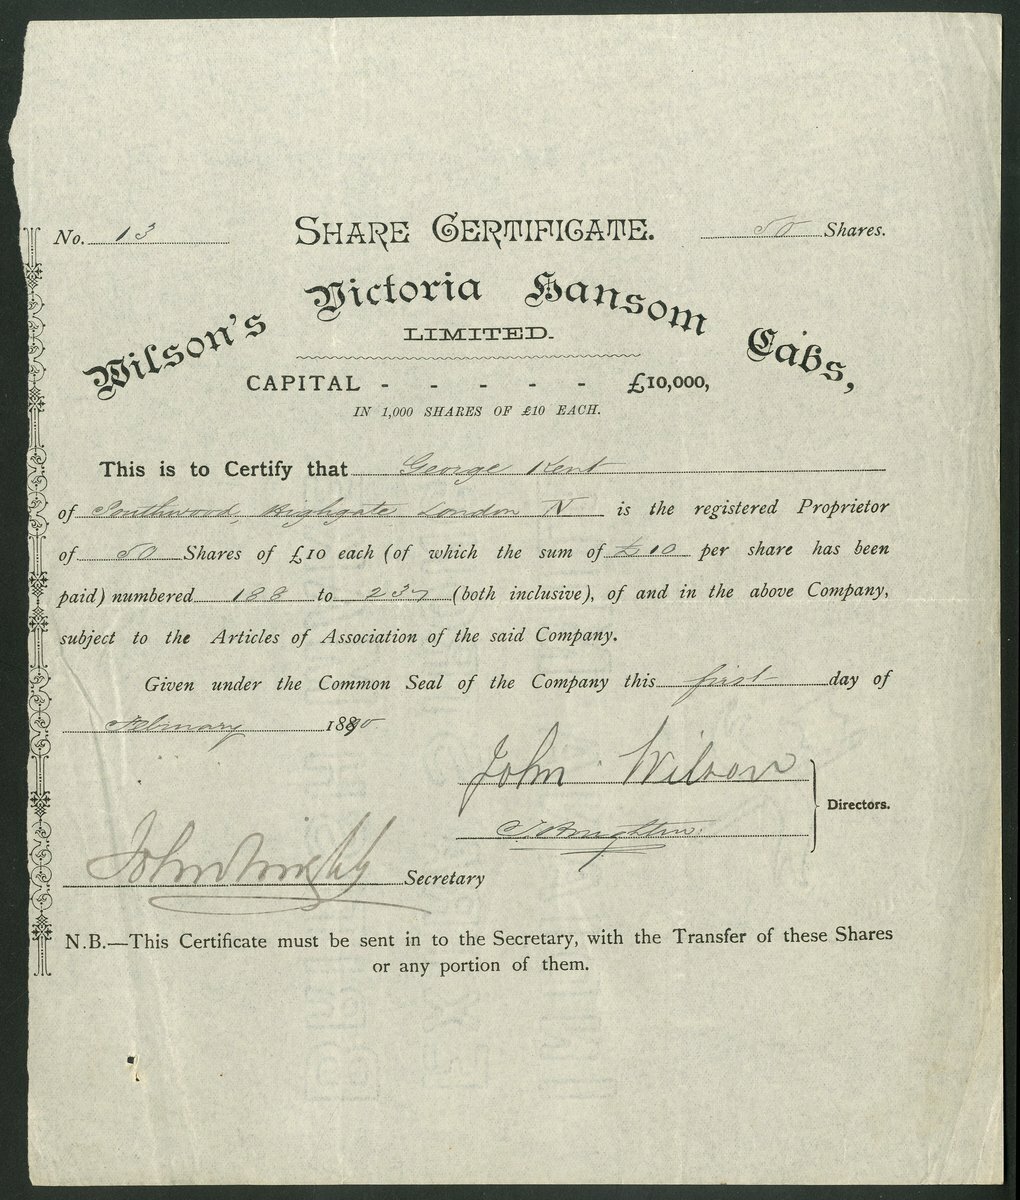 No. 13 SHARE CERTIFICATE. 50 Shares.
Wilson's Victoria Hansom Cabs,
LIMITED.
CAPITAL - - - - - £10,000,
IN 1,000 SHARES OF £10 EACH.
This is to Certify that George Kent
of Southwood, Highgate London N is the registered Proprietor
of 50 Shares of £10 each (of which the sum of £10 per share has been
paid) numbered 188 to 237 (both inclusive), of and in the above Company,
subject to the Articles of Association of the said Company.
Given under the Common Seal of the Company this first day of
February 1890
John Wilson
Directors.
Secretary
N.B.—This Certificate must be sent in to the Secretary, with the Transfer of these Shares
or any portion of them.